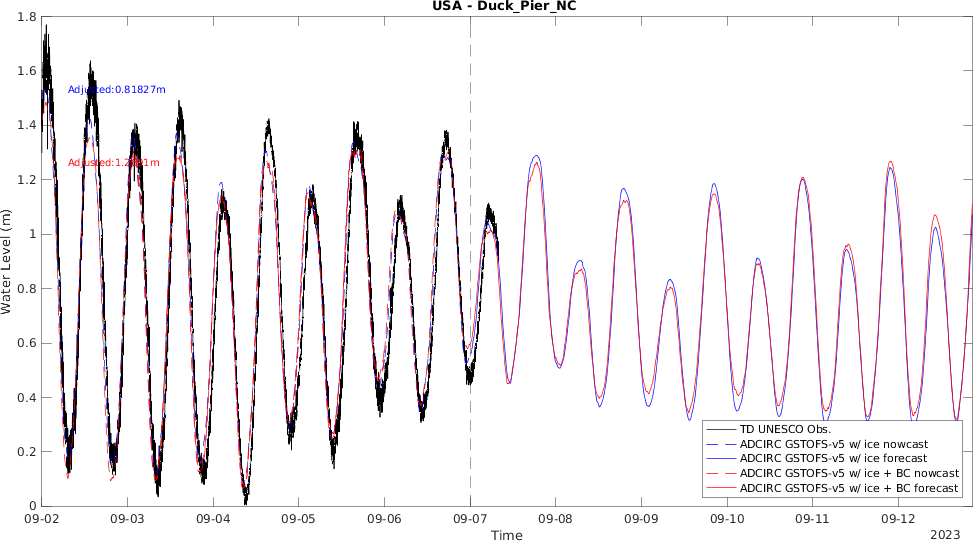 USA - Duck_Pier_NC
Water Level (m)
1.8
1.6
1.4
1.2
1
0.8
0.6
0.4
0.2
0
Adjusted:0.81827m
TD UNESCO Obs.
ADCIRC GSTOFS-v5 w/ ice nowcast
ADCIRC GSTOFS-v5 w/ ice forecast
ADCIRC GSTOFS-v5 w/ ice + BC nowcast
ADCIRC GSTOFS-v5 w/ ice + BC forecast
09-02 09-03 09-04 09-05 09-06 09-07 09-08 09-09 09-10 09-11 09-12
Time
2023